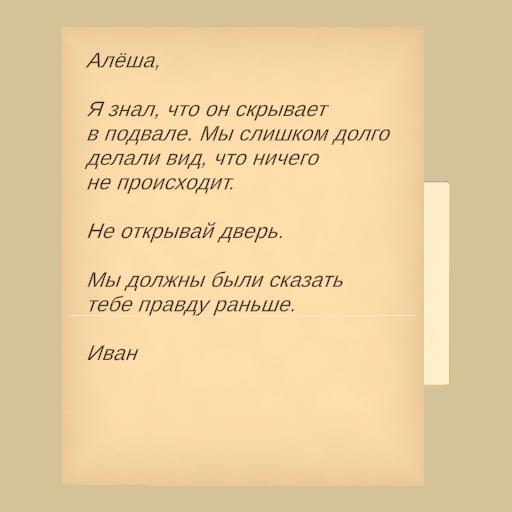 Алёша,
Я знал, что он скрывает
в подвале. Мы слишком долго
делали вид, что ничего
не происходит.
Не открывай дверь.
Мы должны были сказать
тебе правду раньше.
Иван